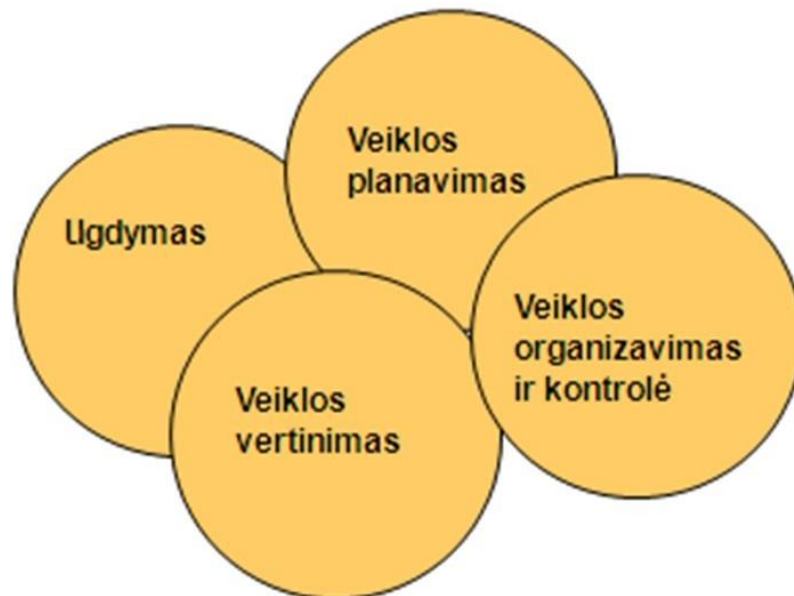 Veiklos
planavimas
Ugdymas
Veiklos
organizavimas
ir kontrolė
Veiklos
vertinimas